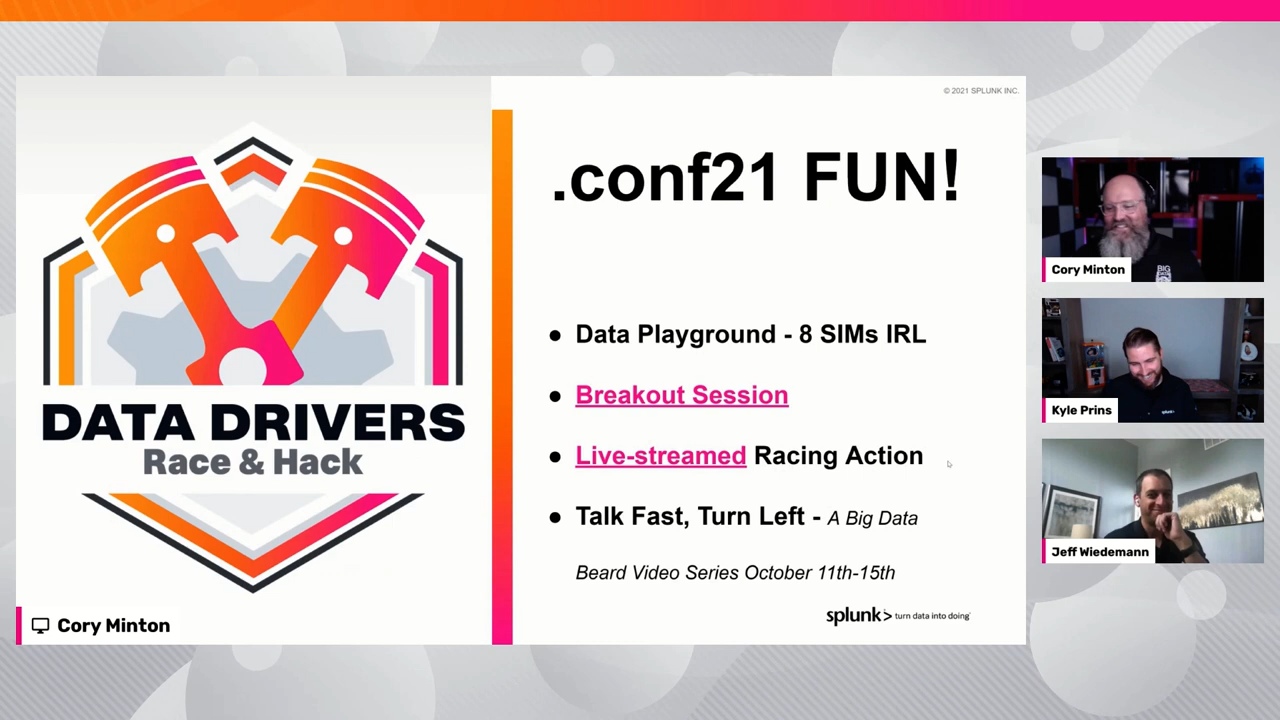 © 2021 SPLUNK INC.
DATA DRIVERS
Race & Hack
Cory Minton
.conf21 FUN!
● Data Playground - 8 SIMs IRL
● Breakout Session
● Live-streamed Racing Action
● Talk Fast, Turn Left - A Big Data
Beard Video Series October 11th-15th
splunk> turn data into doing
Cory Minton
BIG
Kyle Prins
splunk>
Jeff Wiedemann